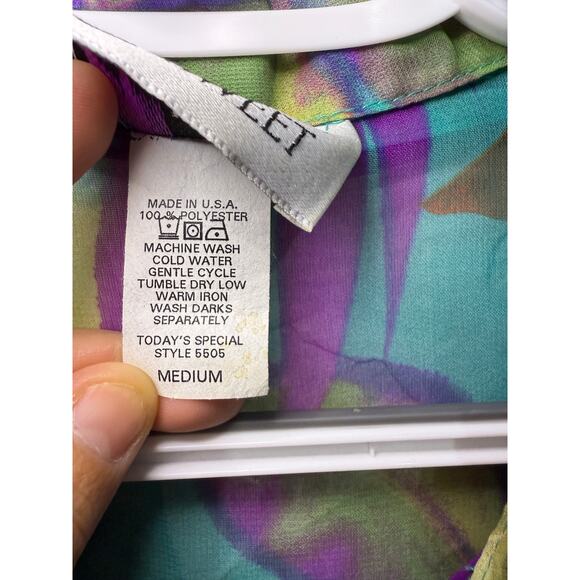 EET
MADE IN U.S.A.
100% POLYESTER
MACHINE WASH
COLD WATER
GENTLE CYCLE
TUMBLE DRY LOW
WARM IRON
WASH DARKS
SEPARATELY
TODAY'S SPECIAL
STYLE 5505
MEDIUM